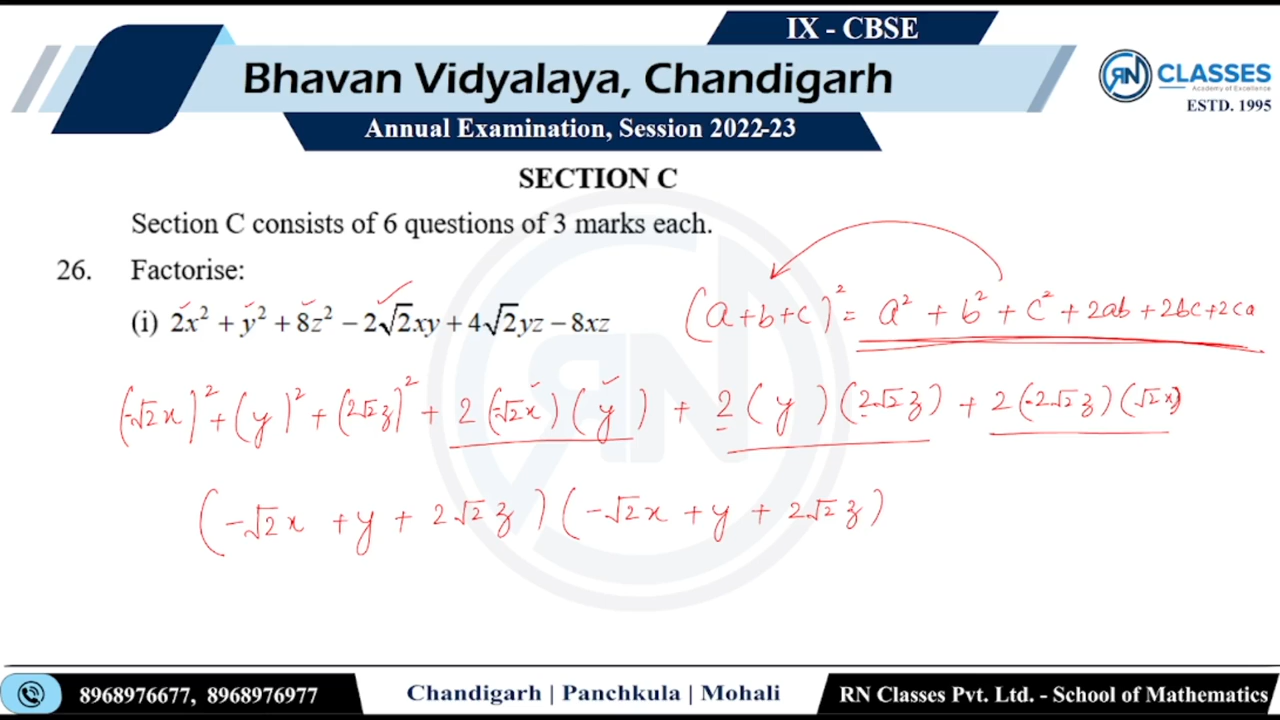 IX - CBSE
Bhavan Vidyalaya, Chandigarh
RN CLASSES
Academy of Excellence
ESTD. 1995
Annual Examination, Session 2022-23
SECTION C
Section C consists of 6 questions of 3 marks each.
26. Factorise:
(i) 2x² + y² + 8z² − 2√2xy + 4√2yz − 8xz
(a+b+c)² = a² + b² + c² + 2ab + 2bc + 2ca
(-√2x)² + (y)² + (2√2z)² + 2(-√2x)(y) + 2(y)(2√2z) + 2(-2√2z)(√2x)
(-√2x + y + 2√2z)(-√2x + y + 2√2z)
8968976677, 8968976977
Chandigarh | Panchkula | Mohali
RN Classes Pvt. Ltd. - School of Mathematics